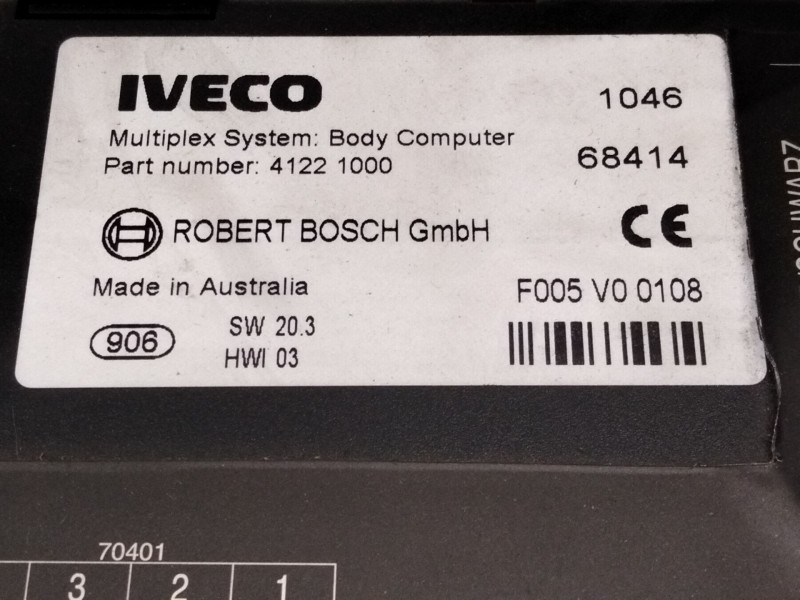 IVECO
1046
Multiplex System: Body Computer
Part number: 4122 1000
68414
ROBERT BOSCH GmbH
CE
Made in Australia
F005 V0 0108
906
SW 20.3
HWI 03
SCHWARZ
70401
3 2 1